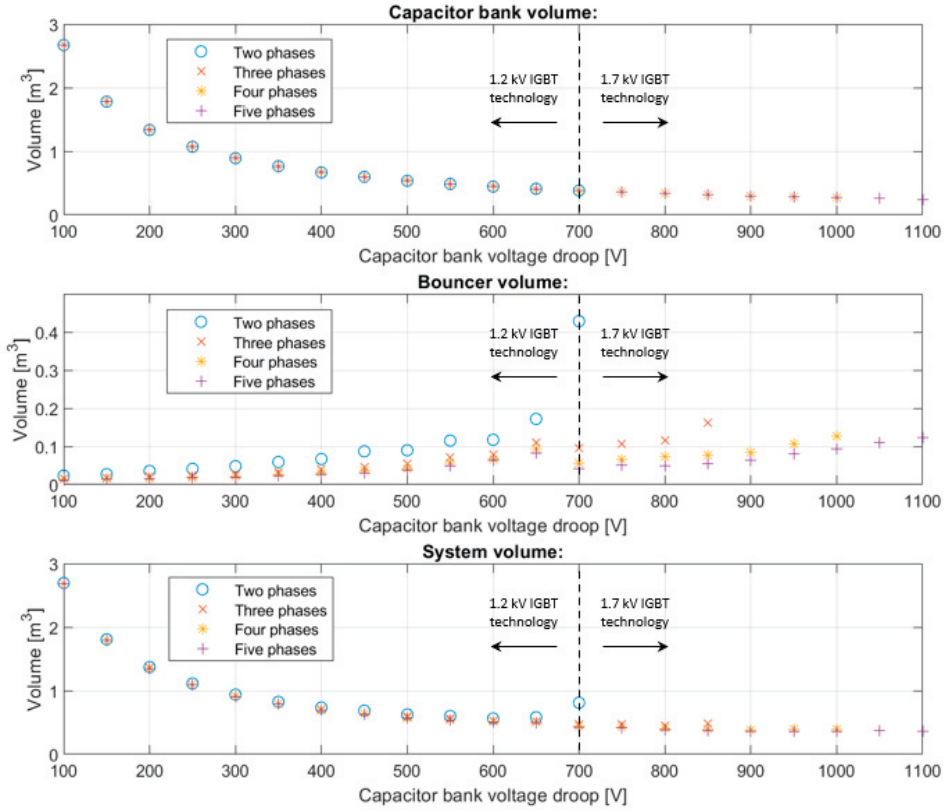 Capacitor bank volume:
3
2
1
0
Volume [m³]
Two phases
Three phases
Four phases
Five phases
1.2 kV IGBT
technology
1.7 kV IGBT
technology
100 200 300 400 500 600 700 800 900 1000 1100
Capacitor bank voltage droop [V]
Bouncer volume:
0.4
0.3
0.2
0.1
0
Volume [m³]
Two phases
Three phases
Four phases
Five phases
1.2 kV IGBT
technology
1.7 kV IGBT
technology
100 200 300 400 500 600 700 800 900 1000 1100
Capacitor bank voltage droop [V]
System volume:
3
2
1
0
Volume [m³]
Two phases
Three phases
Four phases
Five phases
1.2 kV IGBT
technology
1.7 kV IGBT
technology
100 200 300 400 500 600 700 800 900 1000 1100
Capacitor bank voltage droop [V]